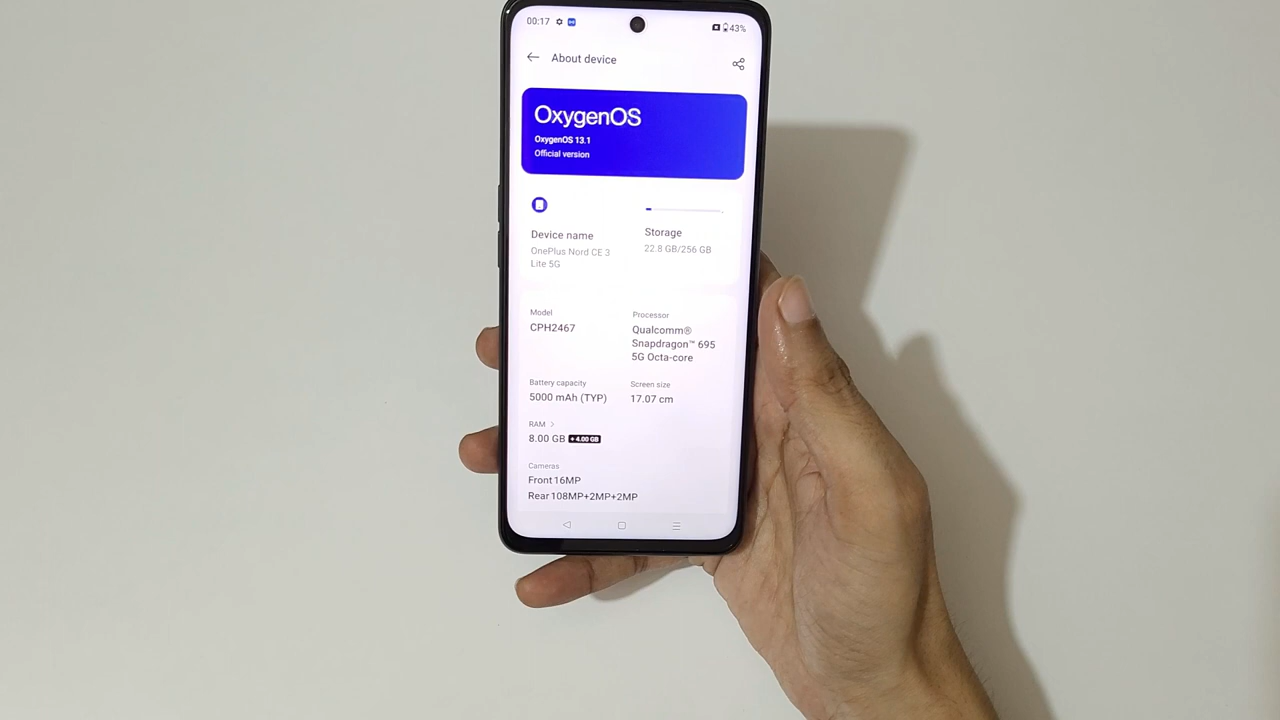 00:17 43%
About device
OxygenOS
OxygenOS 13.1
Official version
Device name
OnePlus Nord CE 3
Lite 5G
Storage
22.8 GB/256 GB
Model
CPH2467
Processor
Qualcomm®
Snapdragon™ 695
5G Octa-core
Battery capacity
5000 mAh (TYP)
Screen size
17.07 cm
RAM >
8.00 GB + 4.00 GB
Cameras
Front 16MP
Rear 108MP+2MP+2MP